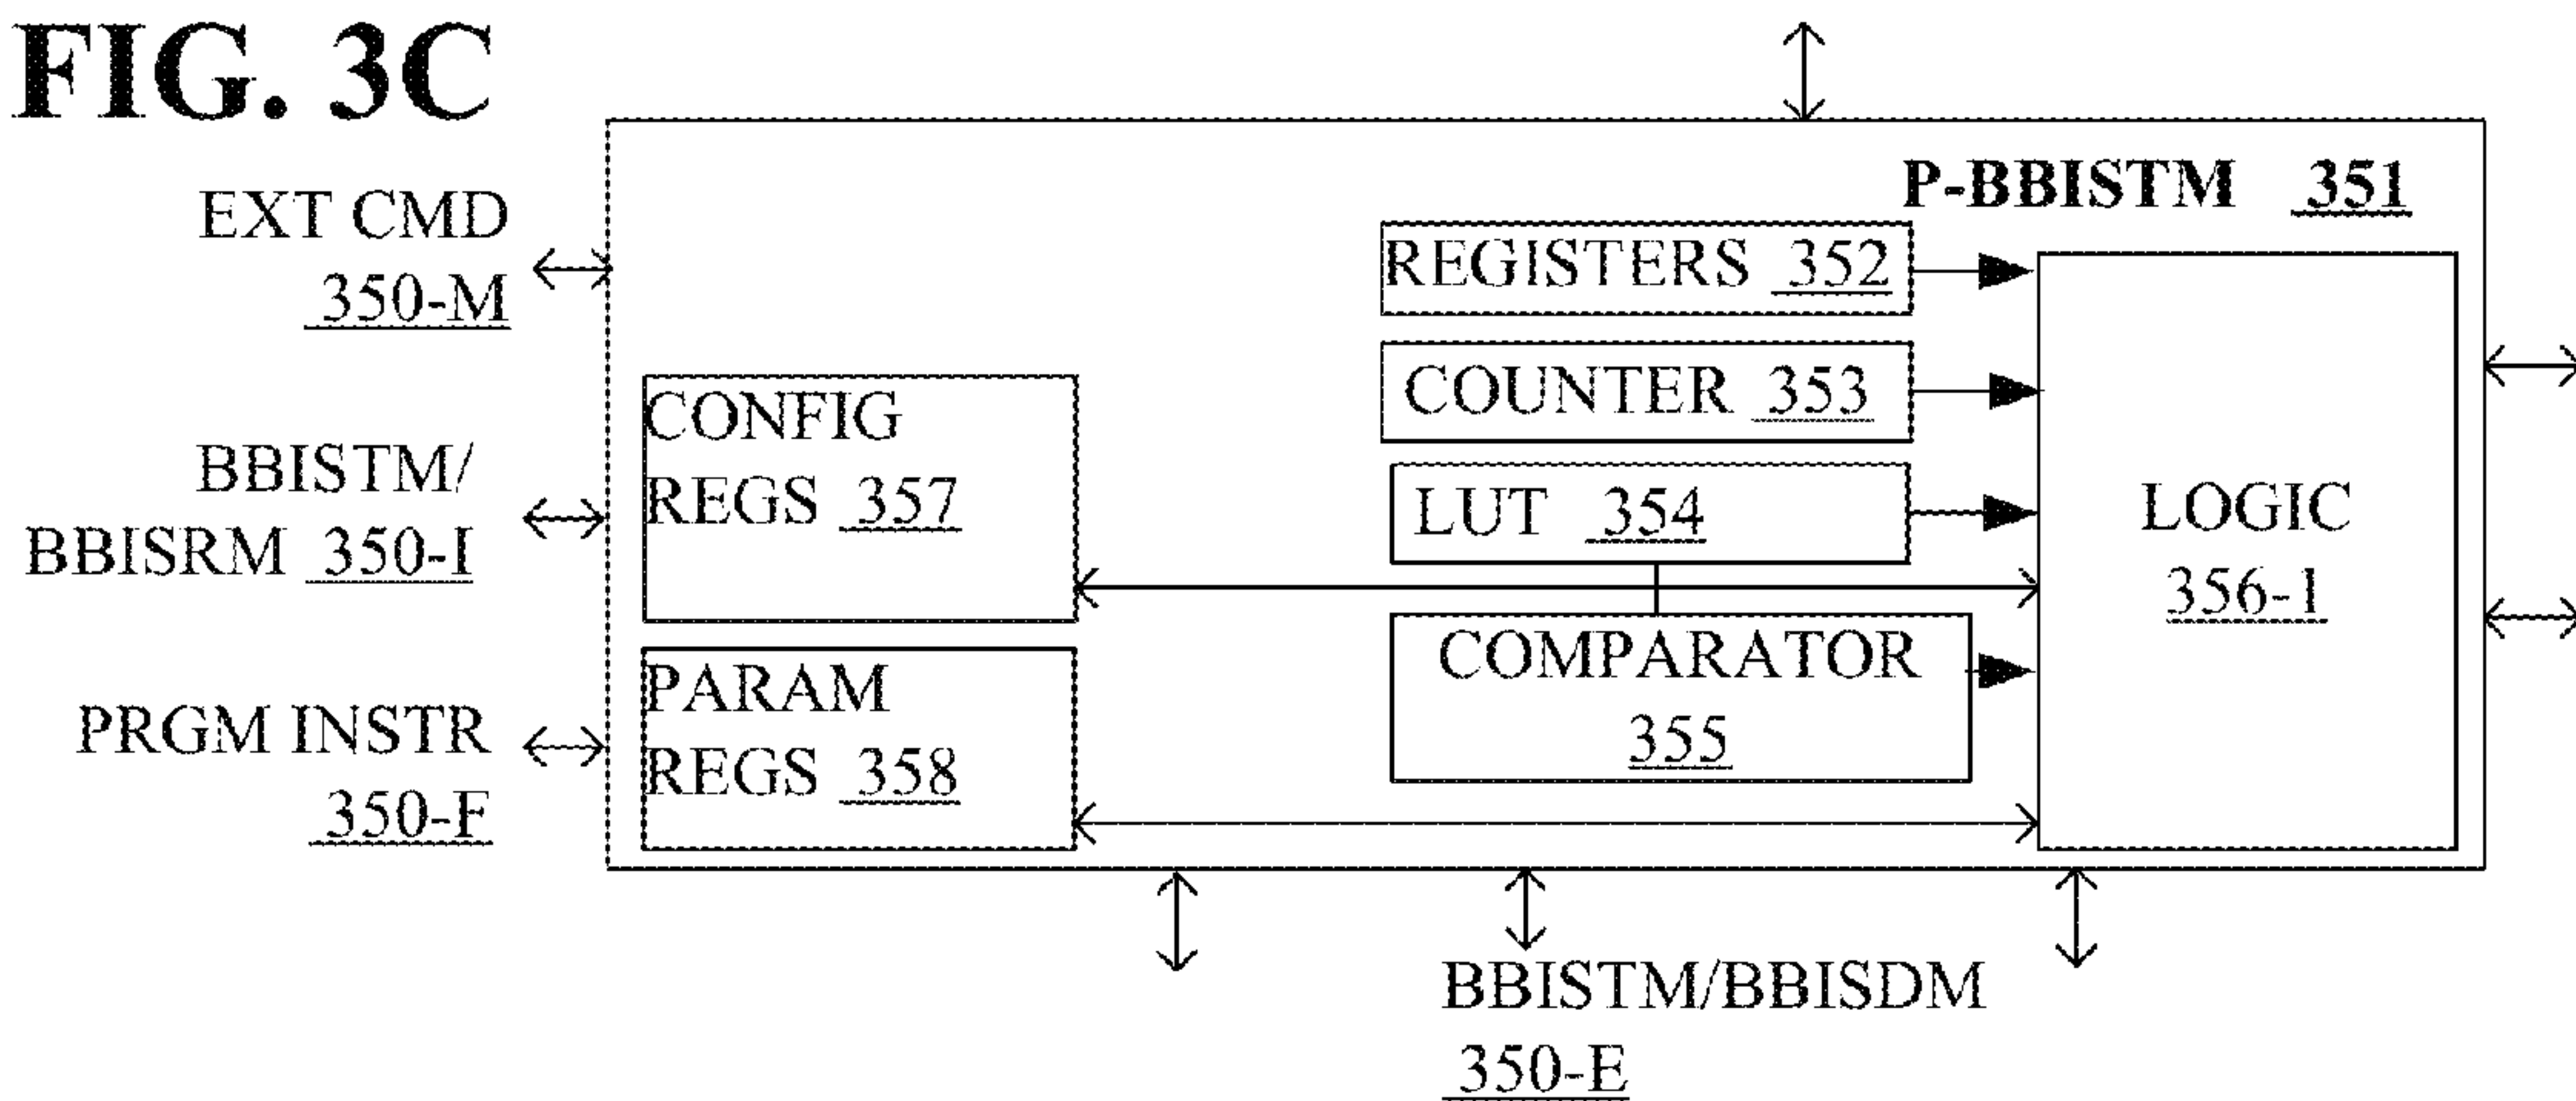 FIG. 3C
P-BBISTM 351
EXT CMD
350-M
REGISTERS 352
COUNTER 353
CONFIG
REGS 357
LUT 354
LOGIC
356-1
BBISTM/
BBISRM 350-I
COMPARATOR
355
PARAM
REGS 358
PRGM INSTR
350-F
BBISTM/BBISDM
350-E